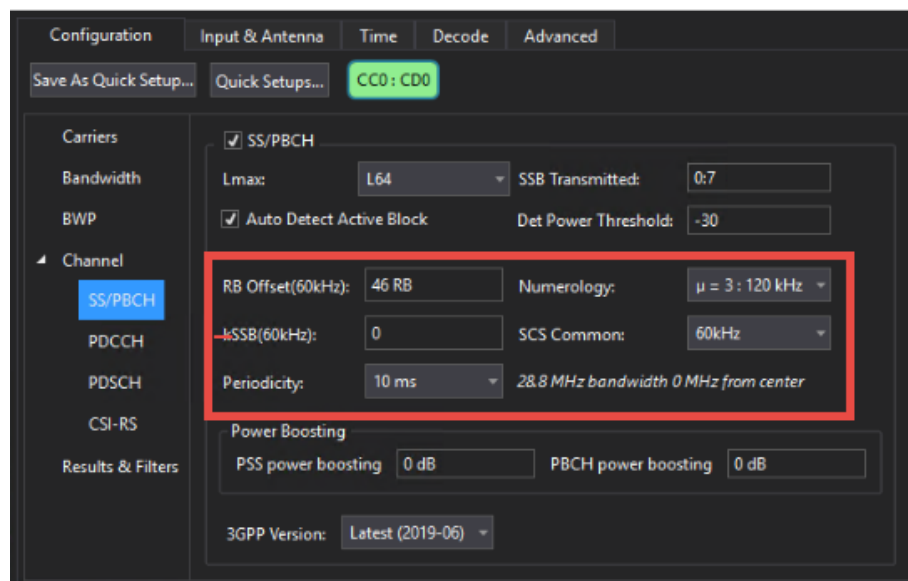 Configuration Input & Antenna Time Decode Advanced
Save As Quick Setup... Quick Setups... CC0 : CD0
Carriers
Bandwidth
BWP
Channel
SS/PBCH
PDCCH
PDSCH
CSI-RS
Results & Filters
SS/PBCH
Lmax: L64 SSB Transmitted: 0:7
Auto Detect Active Block Det Power Threshold: -30
RB Offset(60kHz): 46 RB Numerology: μ = 3 : 120 kHz
kSSB(60kHz): 0 SCS Common: 60kHz
Periodicity: 10 ms 28.8 MHz bandwidth 0 MHz from center
Power Boosting
PSS power boosting 0 dB PBCH power boosting 0 dB
3GPP Version: Latest (2019-06)